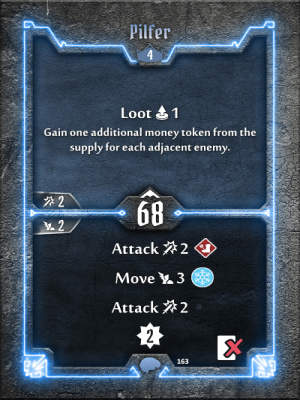 Pilfer
4
Loot 1
Gain one additional money token from the
supply for each adjacent enemy.
2
68
2
Attack 2
Move 3
Attack 2
2
163